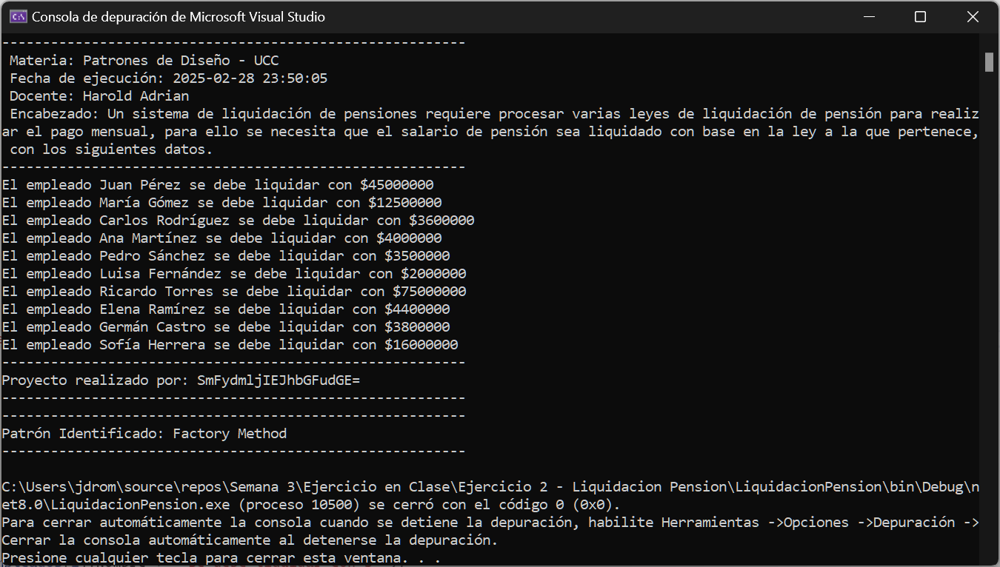 Consola de depuración de Microsoft Visual Studio
---------------------------------------------------------
Materia: Patrones de Diseño - UCC
Fecha de ejecución: 2025-02-28 23:50:05
Docente: Harold Adrian
Encabezado: Un sistema de liquidación de pensiones requiere procesar varias leyes de liquidación de pensión para realiz
ar el pago mensual, para ello se necesita que el salario de pensión sea liquidado con base en la ley a la que pertenece,
con los siguientes datos.
---------------------------------------------------------
El empleado Juan Pérez se debe liquidar con $45000000
El empleado María Gómez se debe liquidar con $12500000
El empleado Carlos Rodríguez se debe liquidar con $3600000
El empleado Ana Martínez se debe liquidar con $4000000
El empleado Pedro Sánchez se debe liquidar con $3500000
El empleado Luisa Fernández se debe liquidar con $2000000
El empleado Ricardo Torres se debe liquidar con $75000000
El empleado Elena Ramírez se debe liquidar con $4400000
El empleado Germán Castro se debe liquidar con $3800000
El empleado Sofía Herrera se debe liquidar con $16000000
---------------------------------------------------------
Proyecto realizado por: SmFydmljIEJhbGFudGE=
---------------------------------------------------------
---------------------------------------------------------
Patrón Identificado: Factory Method
---------------------------------------------------------
C:\Users\jdrom\source\repos\Semana 3\Ejercicio en Clase\Ejercicio 2 - Liquidacion Pension\LiquidacionPension\bin\Debug\n
et8.0\LiquidacionPension.exe (proceso 10500) se cerró con el código 0 (0x0).
Para cerrar automáticamente la consola cuando se detiene la depuración, habilite Herramientas ->Opciones ->Depuración ->
Cerrar la consola automáticamente al detenerse la depuración.
Presione cualquier tecla para cerrar esta ventana. . .